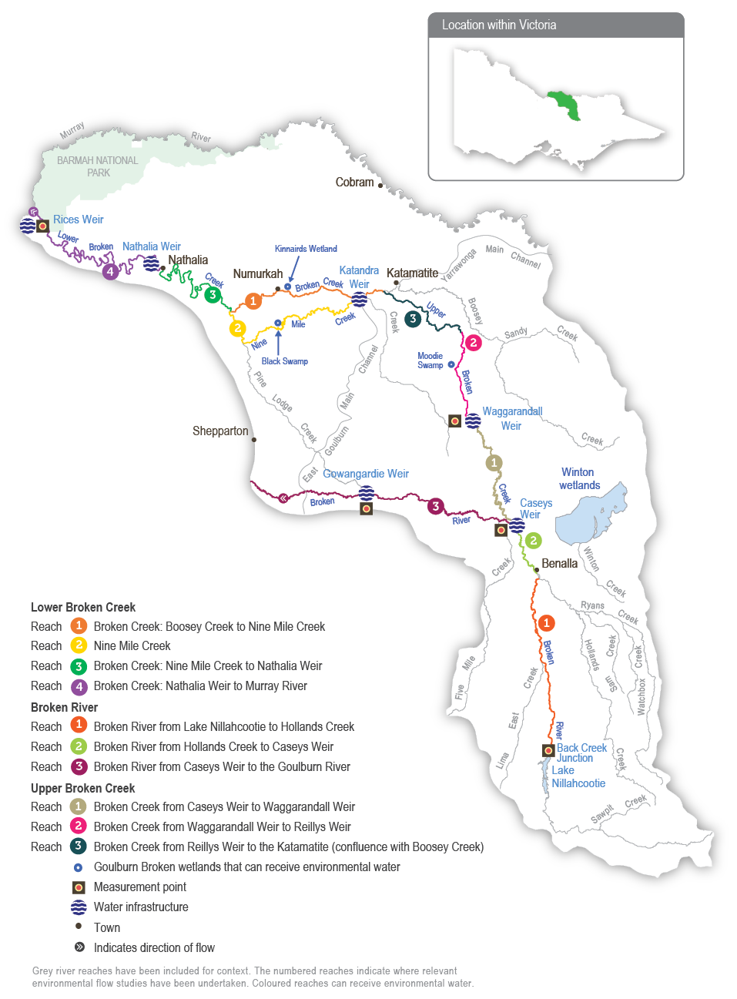 Location within Victoria
Murray
River
BARMAH NATIONAL
PARK
Cobram
Rices Weir
Lower
Broken
Nathalia Weir
Nathalia
Creek
4
3
Kinnairds Wetland
Numurkah
Broken
Creek
Katandra
Weir
Katamatite
Yarrawonga
Main
Channel
1
2
Nine
Mile
Creek
Black Swamp
Creek
3
Upper
Boosey
Sandy
Creek
2
Moodie
Swamp
Broken
Channel
Main
Goulburn
East
Pine
Lodge
Creek
Waggarandall
Weir
Creek
Shepparton
1
Creek
Gowangardie Weir
Winton
wetlands
Broken
3
River
Caseys
Weir
2
Creek
Benalla
Winton
Creek
Ryans
Creek
1
Broken
Hollands
Creek
Sam
Creek
Watchbox
Five
Mile
Creek
East
Lima
River
Back Creek
Junction
Lake
Nillahcootie
Creek
Sawpit
Creek
Lower Broken Creek
Reach 1 Broken Creek: Boosey Creek to Nine Mile Creek
Reach 2 Nine Mile Creek
Reach 3 Broken Creek: Nine Mile Creek to Nathalia Weir
Reach 4 Broken Creek: Nathalia Weir to Murray River
Broken River
Reach 1 Broken River from Lake Nillahcootie to Hollands Creek
Reach 2 Broken River from Hollands Creek to Caseys Weir
Reach 3 Broken River from Caseys Weir to the Goulburn River
Upper Broken Creek
Reach 1 Broken Creek from Caseys Weir to Waggarandall Weir
Reach 2 Broken Creek from Waggarandall Weir to Reillys Weir
Reach 3 Broken Creek from Reillys Weir to the Katamatite (confluence with Boosey Creek)
Goulburn Broken wetlands that can receive environmental water
Measurement point
Water infrastructure
Town
Indicates direction of flow
Grey river reaches have been included for context. The numbered reaches indicate where relevant
environmental flow studies have been undertaken. Coloured reaches can receive environmental water.